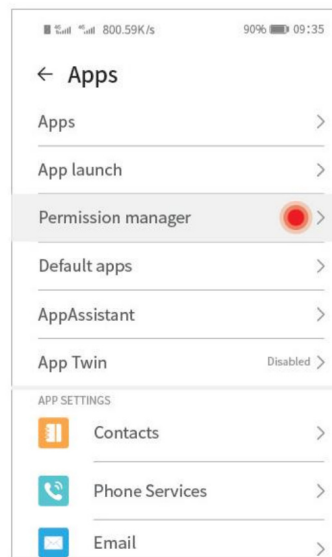 800.59K/s 90% 09:35
← Apps
Apps
App launch
Permission manager
Default apps
AppAssistant
App Twin Disabled
APP SETTINGS
Contacts
Phone Services
Email